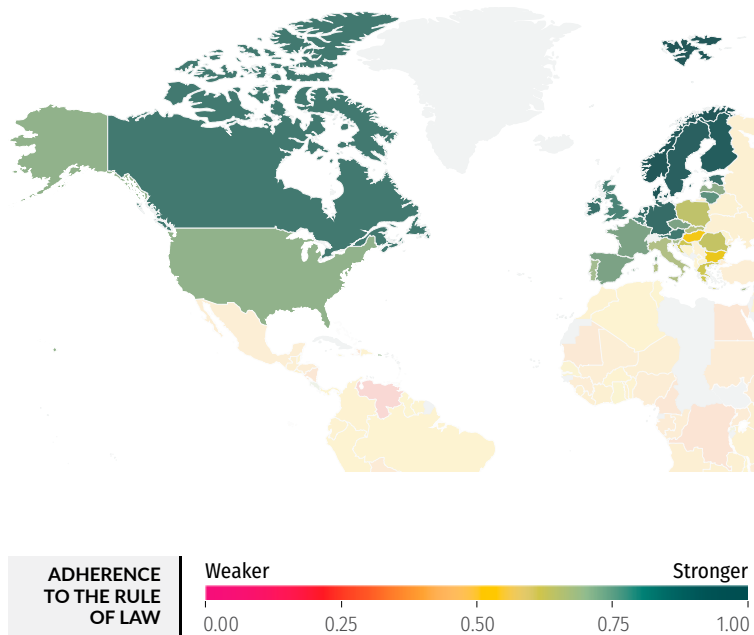 ADHERENCE
TO THE RULE
OF LAW
Weaker
Stronger
0.00
0.25
0.50
0.75
1.00